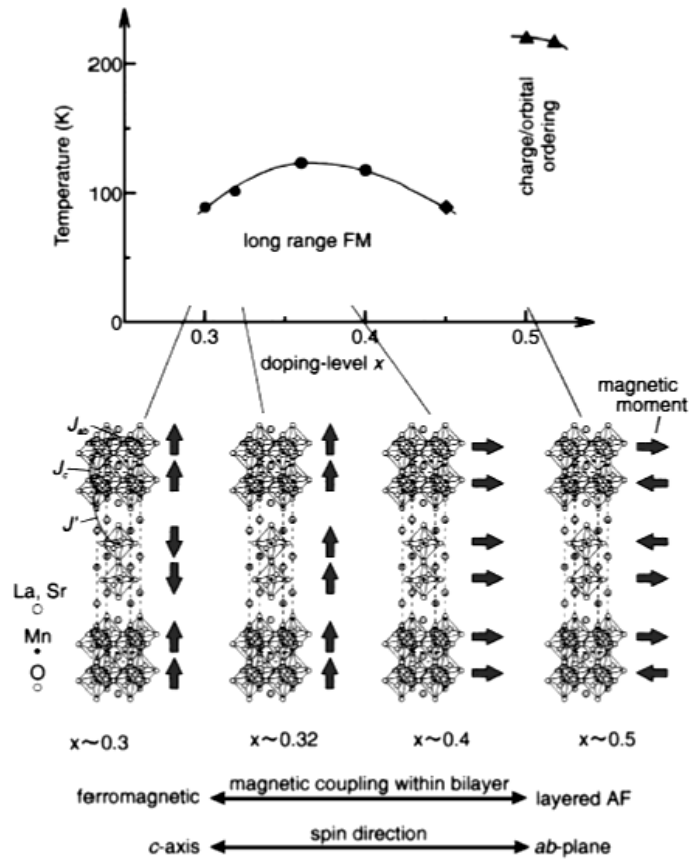 200
100
0
Temperature (K)
long range FM
charge/orbital
ordering
0.3
0.4
0.5
doping-level x
magnetic
moment
J_ab
J_c
J'
La, Sr
Mn
O
x~0.3
x~0.32
x~0.4
x~0.5
ferromagnetic
magnetic coupling within bilayer
layered AF
c-axis
spin direction
ab-plane